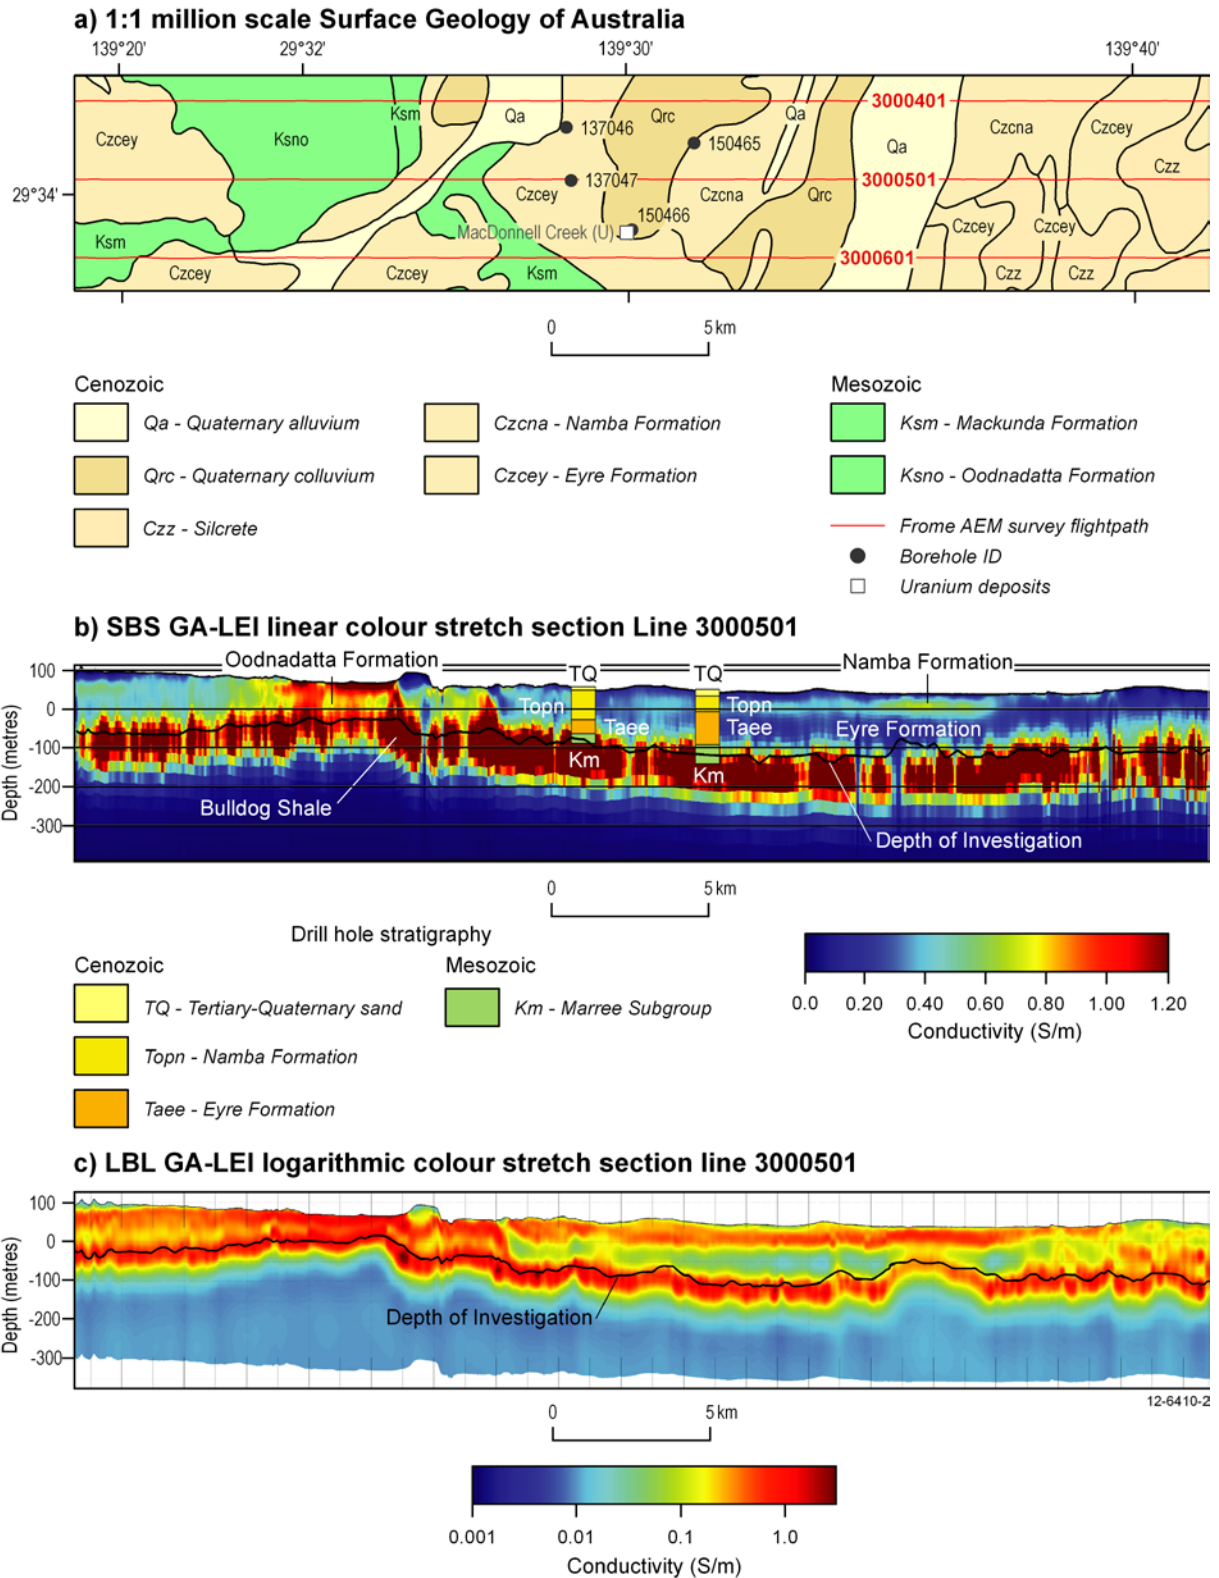 a) 1:1 million scale Surface Geology of Australia
139°20' 29°32' 139°30' 139°40'
3000401
Ksm Qa Qrc Qa Czcna Czcey
137046
Czcey Ksno 150465 Qa
Czz
3000501
29°34' 137047
Czcey Czcna Qrc
150466
MacDonnell Creek (U) Czcey Czcey
Ksm
3000601
Czcey Czcey Ksm Czz Czz
0 5 km
Cenozoic Mesozoic
Qa - Quaternary alluvium Czcna - Namba Formation Ksm - Mackunda Formation
Qrc - Quaternary colluvium Czcey - Eyre Formation Ksno - Oodnadatta Formation
Czz - Silcrete Frome AEM survey flightpath
Borehole ID
Uranium deposits
b) SBS GA-LEI linear colour stretch section Line 3000501
Oodnadatta Formation TQ TQ Namba Formation
100
Topn Topn
0
Taee Taee Eyre Formation
-100
Km Km
-200
Bulldog Shale
-300
Depth of Investigation
Depth (metres)
0 5 km
Drill hole stratigraphy
Cenozoic Mesozoic
TQ - Tertiary-Quaternary sand Km - Marree Subgroup
0.0 0.20 0.40 0.60 0.80 1.00 1.20
Conductivity (S/m)
Topn - Namba Formation
Taee - Eyre Formation
c) LBL GA-LEI logarithmic colour stretch section line 3000501
100
0
-100
-200
Depth of Investigation
-300
Depth (metres)
12-6410-2
0 5 km
0.001 0.01 0.1 1.0
Conductivity (S/m)